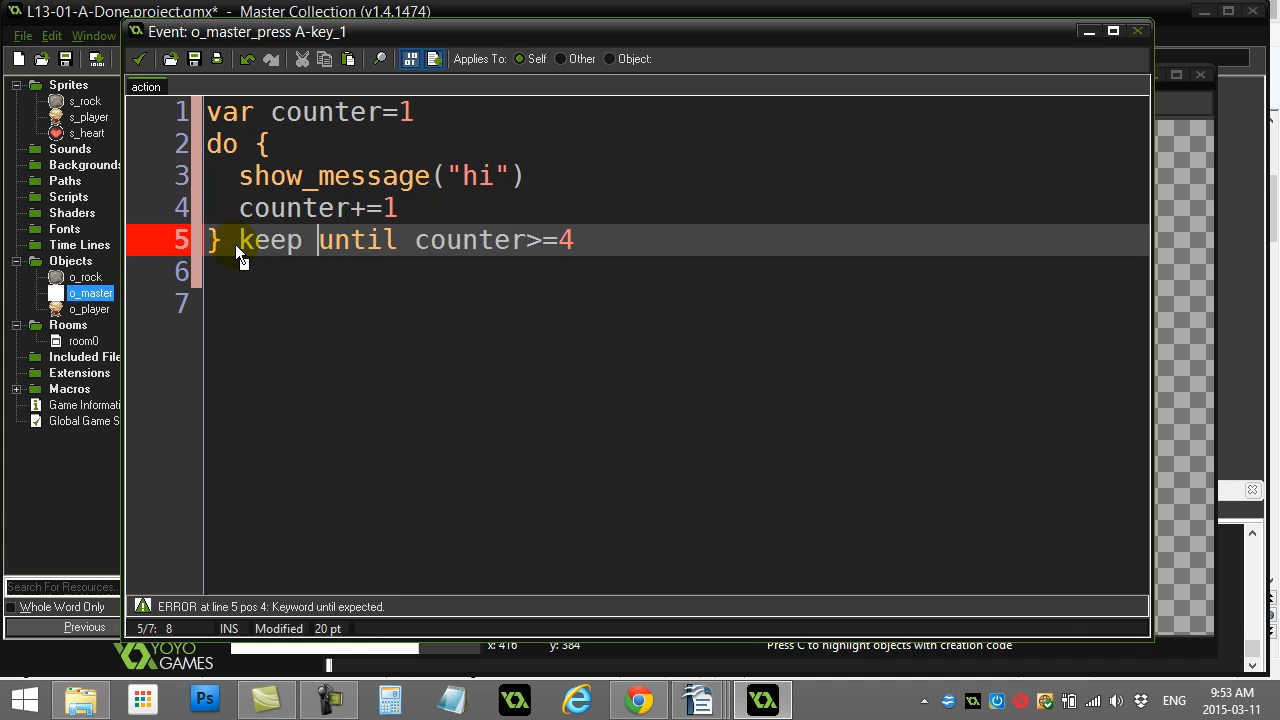 L13-01-A-Done.project.gmx* - Master Collection (v1.4.1474)
File Edit Window
Event: o_master_press A-key_1
Applies To: Self Other Object:
action
Sprites
s_rock
s_player
s_heart
Sounds
Backgrounds
Paths
Scripts
Shaders
Fonts
Time Lines
Objects
o_rock
o_master
o_player
Rooms
room0
Included File
Extensions
Macros
Game Informati
Global Game S
Search For Resources..
Whole Word Only
Previous
1 var counter=1
2 do {
3 show_message("hi")
4 counter+=1
5 } keep until counter>=4
6
7
ERROR at line 5 pos 4: Keyword until expected.
5/7: 8 INS Modified 20 pt
YOYO
GAMES
x: 416 y: 384 Press C to highlight objects with creation code
ENG
9:53 AM
2015-03-11